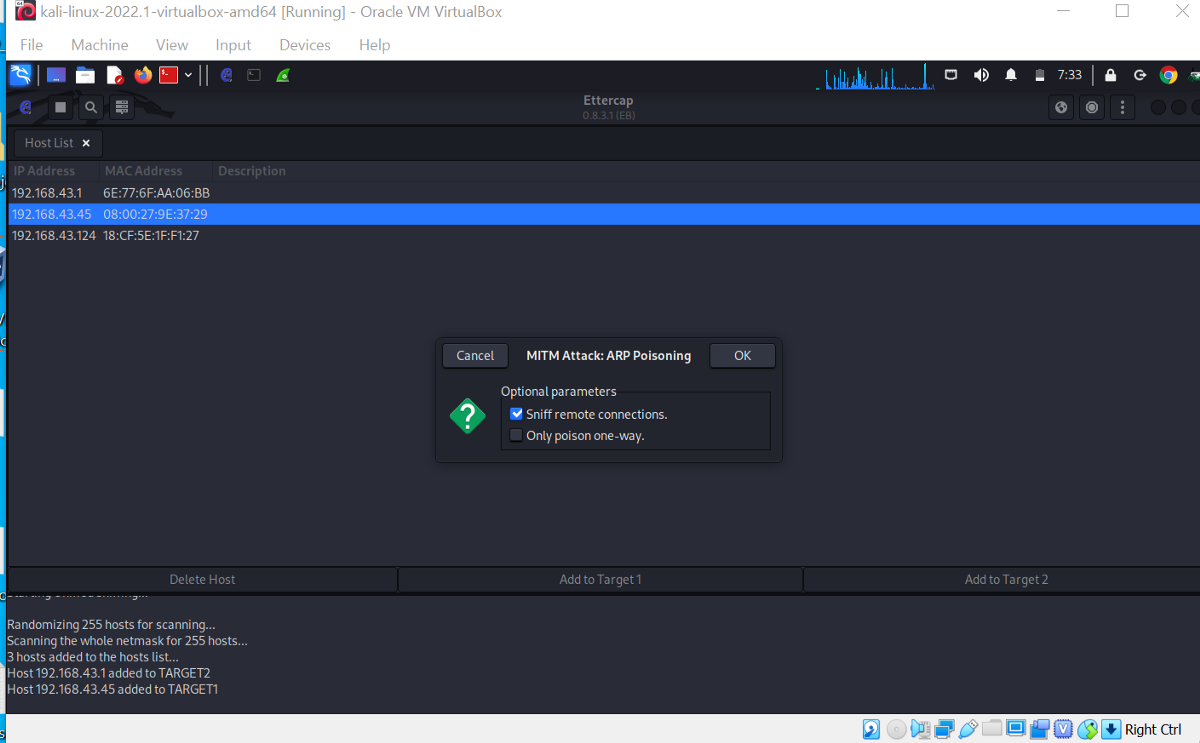 kali-linux-2022.1-virtualbox-amd64 [Running] - Oracle VM VirtualBox
File Machine View Input Devices Help
7:33
Ettercap
0.8.3.1 (EB)
Host List ×
IP Address MAC Address Description
192.168.43.1 6E:77:6F:AA:06:BB
192.168.43.45 08:00:27:9E:37:29
192.168.43.124 18:CF:5E:1F:F1:27
Cancel MITM Attack: ARP Poisoning OK
Optional parameters
Sniff remote connections.
Only poison one-way.
Delete Host Add to Target 1 Add to Target 2
Randomizing 255 hosts for scanning...
Scanning the whole netmask for 255 hosts...
3 hosts added to the hosts list...
Host 192.168.43.1 added to TARGET2
Host 192.168.43.45 added to TARGET1
Right Ctrl